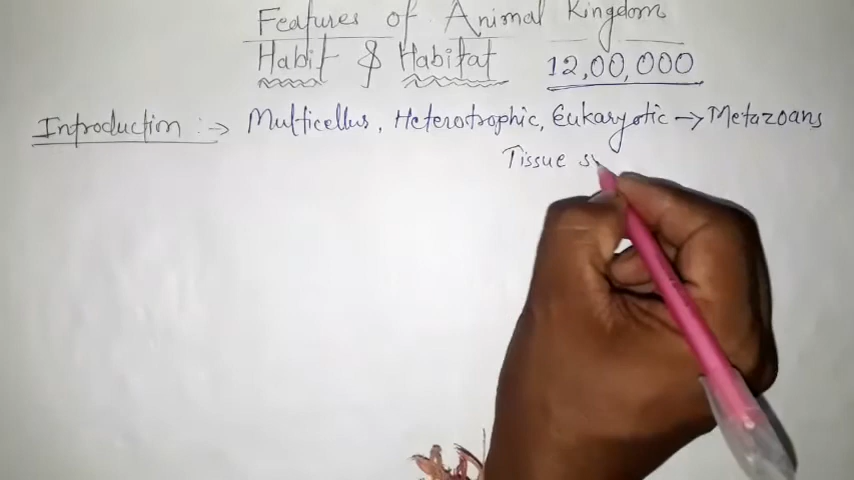 Features of Animal Kingdom
Habit & Habitat 12,00,000
Introduction :-> Multicellus, Heterotrophic, Eukaryotic -> Metazoans
Tissue s